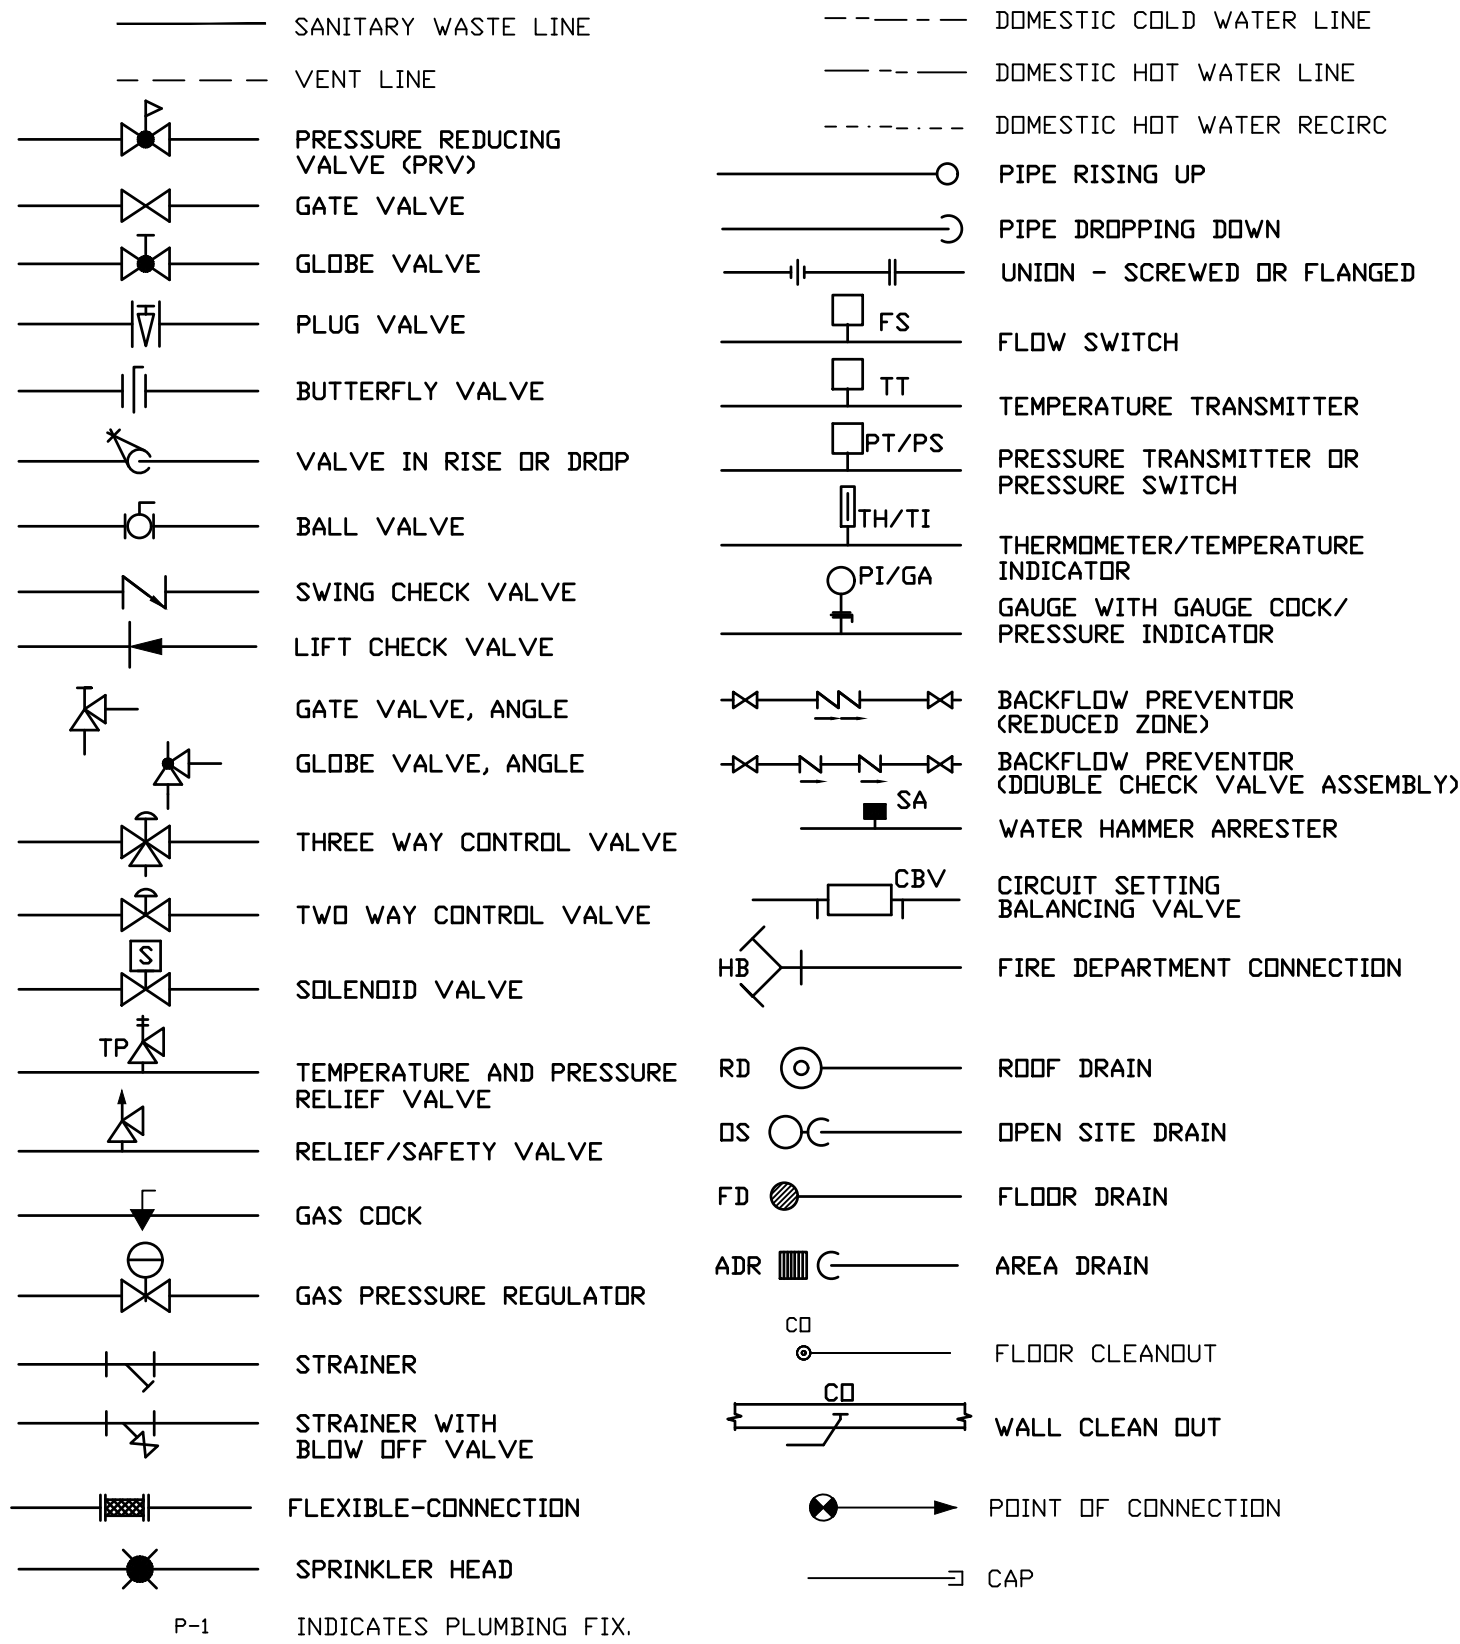 SANITARY WASTE LINE
VENT LINE
PRESSURE REDUCING
VALVE (PRV)
GATE VALVE
GLOBE VALVE
PLUG VALVE
BUTTERFLY VALVE
VALVE IN RISE OR DROP
BALL VALVE
SWING CHECK VALVE
LIFT CHECK VALVE
GATE VALVE, ANGLE
GLOBE VALVE, ANGLE
THREE WAY CONTROL VALVE
TWO WAY CONTROL VALVE
S
SOLENOID VALVE
TP
TEMPERATURE AND PRESSURE
RELIEF VALVE
RELIEF/SAFETY VALVE
GAS COCK
GAS PRESSURE REGULATOR
STRAINER
STRAINER WITH
BLOW OFF VALVE
FLEXIBLE-CONNECTION
SPRINKLER HEAD
P-1 INDICATES PLUMBING FIX.
DOMESTIC COLD WATER LINE
DOMESTIC HOT WATER LINE
DOMESTIC HOT WATER RECIRC
PIPE RISING UP
PIPE DROPPING DOWN
UNION - SCREWED OR FLANGED
FS
FLOW SWITCH
TT
TEMPERATURE TRANSMITTER
PT/PS
PRESSURE TRANSMITTER OR
PRESSURE SWITCH
TH/TI
THERMOMETER/TEMPERATURE
INDICATOR
PI/GA
GAUGE WITH GAUGE COCK/
PRESSURE INDICATOR
BACKFLOW PREVENTOR
(REDUCED ZONE)
BACKFLOW PREVENTOR
(DOUBLE CHECK VALVE ASSEMBLY)
SA
WATER HAMMER ARRESTER
CBV
CIRCUIT SETTING
BALANCING VALVE
HB FIRE DEPARTMENT CONNECTION
RD ROOF DRAIN
OS OPEN SITE DRAIN
FD FLOOR DRAIN
ADR AREA DRAIN
CO
FLOOR CLEANOUT
CO
WALL CLEAN OUT
POINT OF CONNECTION
CAP